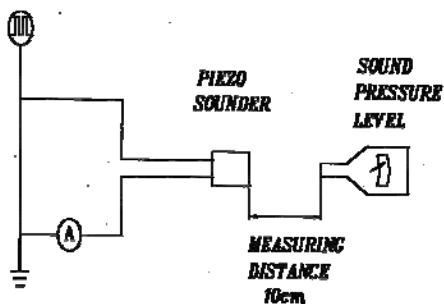 PIEZO
SOUNDER
SOUND
PRESSURE
LEVEL
A
MEASURING
DISTANCE
10cm